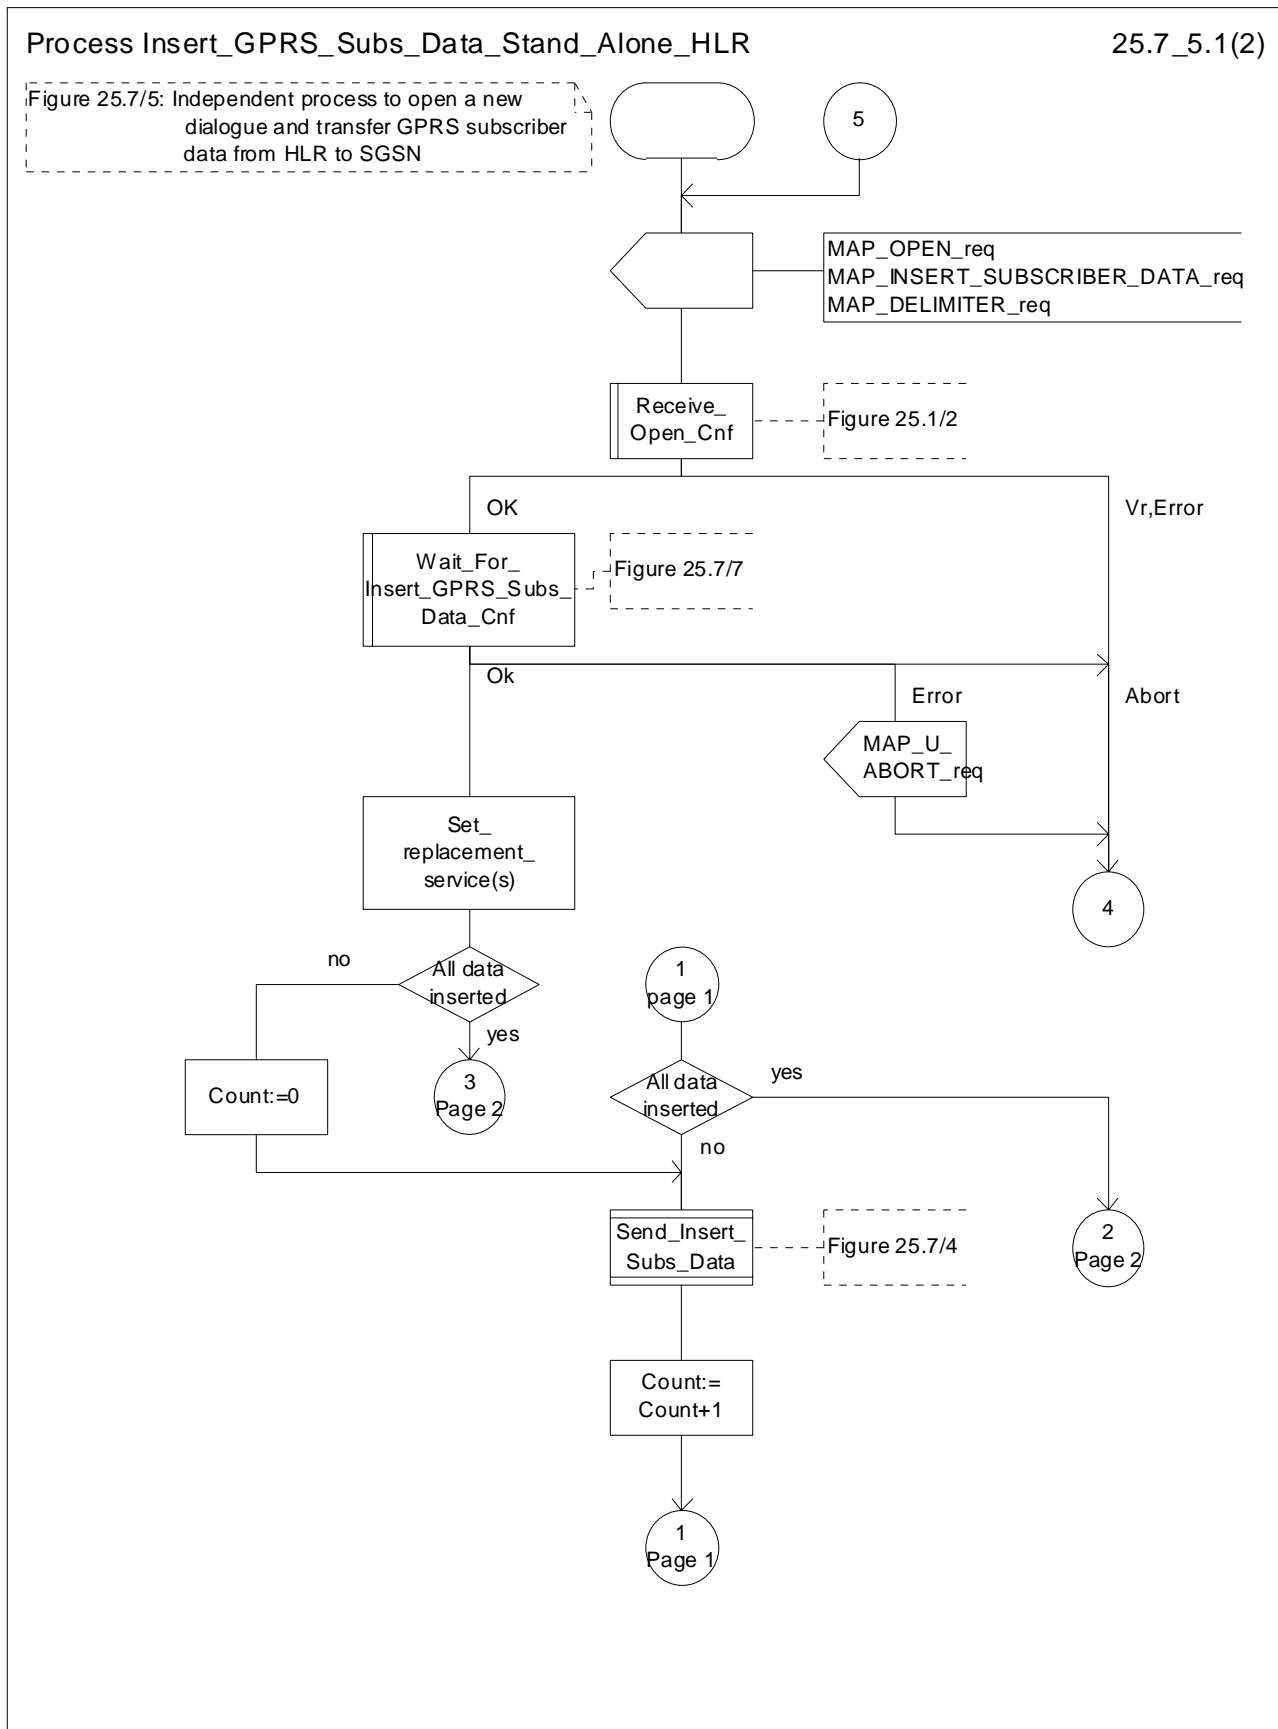 Process Insert_GPRS_Subs_Data_Stand_Alone_HLR
25.7_5.1(2)
Figure 25.7/5: Independent process to open a new
dialogue and transfer GPRS subscriber
data from HLR to SGSN
5
MAP_OPEN_req
MAP_INSERT_SUBSCRIBER_DATA_req
MAP_DELIMITER_req
Receive_
Open_Cnf
Figure 25.1/2
OK
Vr,Error
Wait_For_
Insert_GPRS_Subs_
Data_Cnf
Figure 25.7/7
Ok
Error
Abort
MAP_U_
ABORT_req
Set_
replacement_
service(s)
4
no
All data
inserted
yes
1
page 1
3
Page 2
Count:=0
All data
inserted
yes
no
Send_Insert_
Subs_Data
Figure 25.7/4
2
Page 2
Count:=
Count+1
1
Page 1